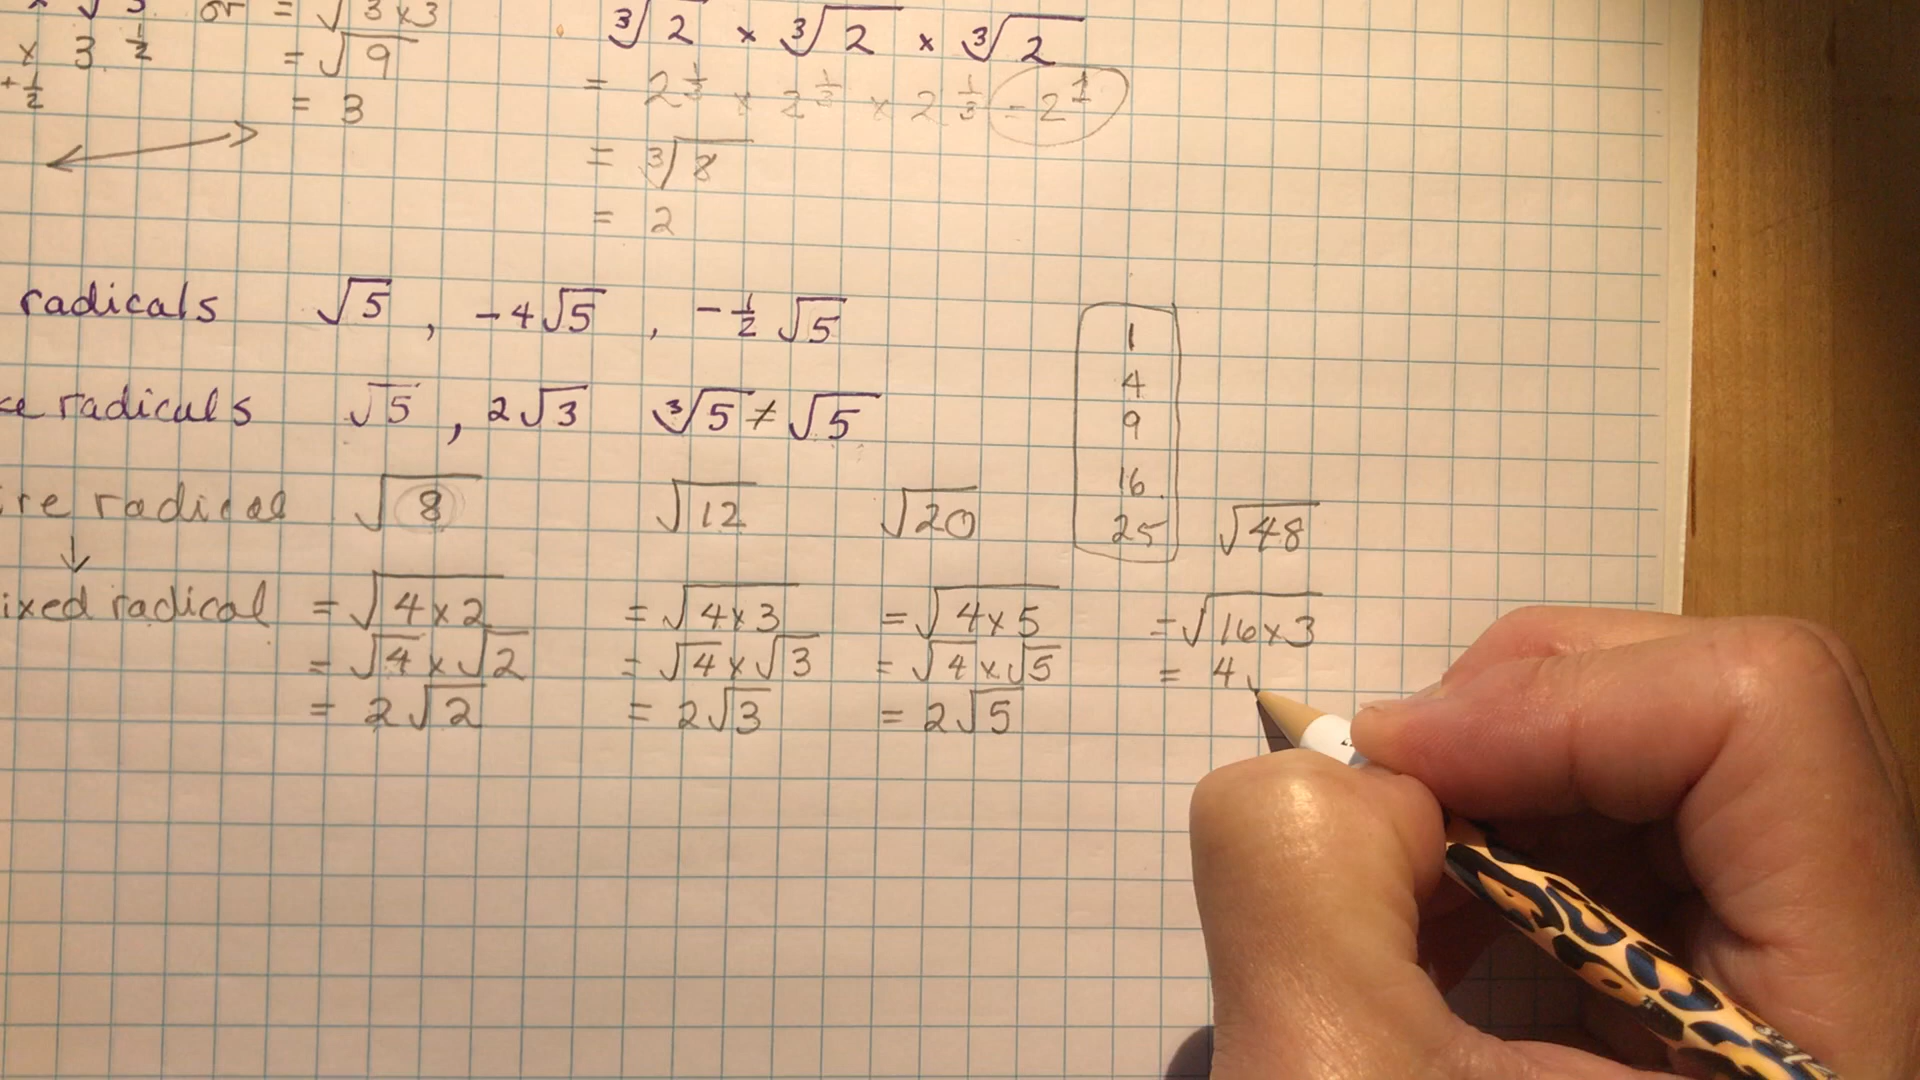 or = √3×3
× 3 ½ = √9
+½ = 3
∛2 × ∛2 × ∛2
= 2^⅓ × 2^⅓ × 2^⅓ = 2^1
= ∛8
= 2
radicals √5 , -4√5 , -½√5
radicals √5 , 2√3 ∛5 ≠ √5
1
4
9
16
25
radical √8 √12 √20 √48
↓
ixed radical = √4×2 = √4×3 = √4×5 = √16×3
= √4 × √2 = √4 × √3 = √4 × √5 = 4√
= 2√2 = 2√3 = 2√5